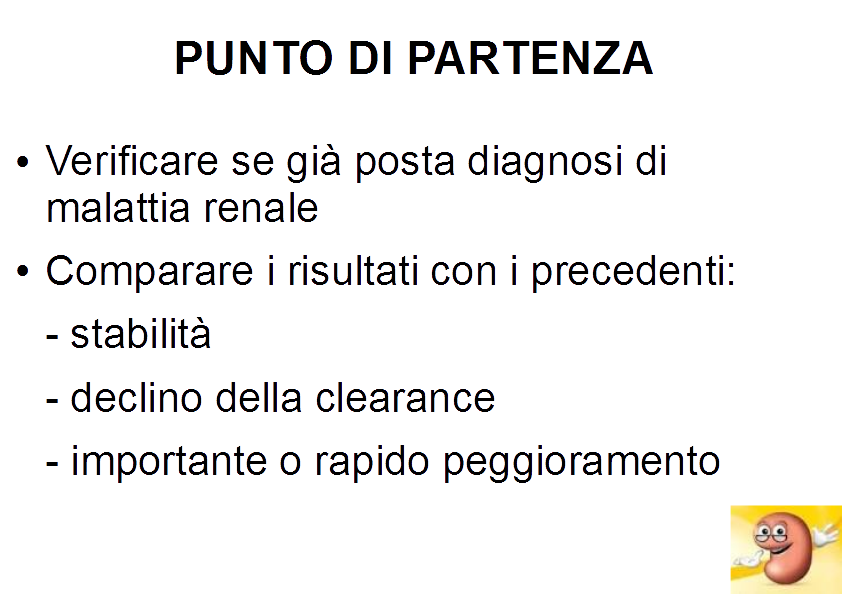 PUNTO DI PARTENZA
• Verificare se già posta diagnosi di
malattia renale
• Comparare i risultati con i precedenti:
- stabilità
- declino della clearance
- importante o rapido peggioramento